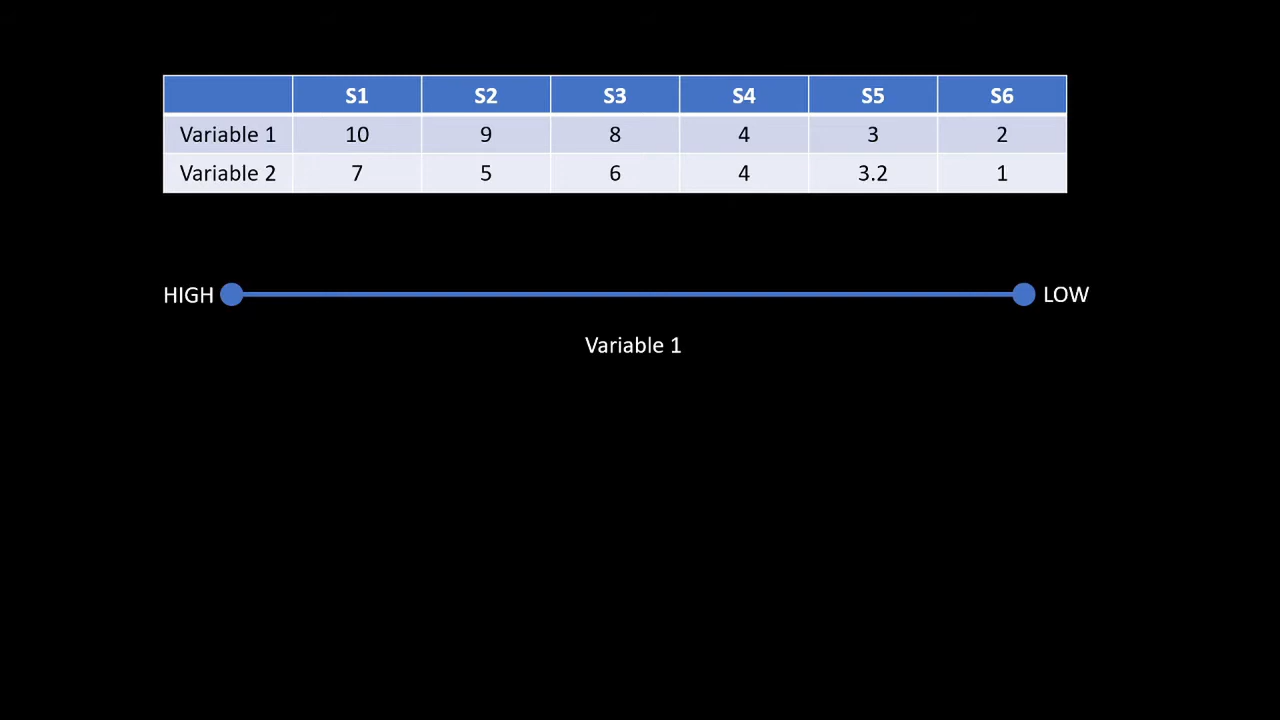 S1 S2 S3 S4 S5 S6
Variable 1 10 9 8 4 3 2
Variable 2 7 5 6 4 3.2 1
HIGH LOW
Variable 1